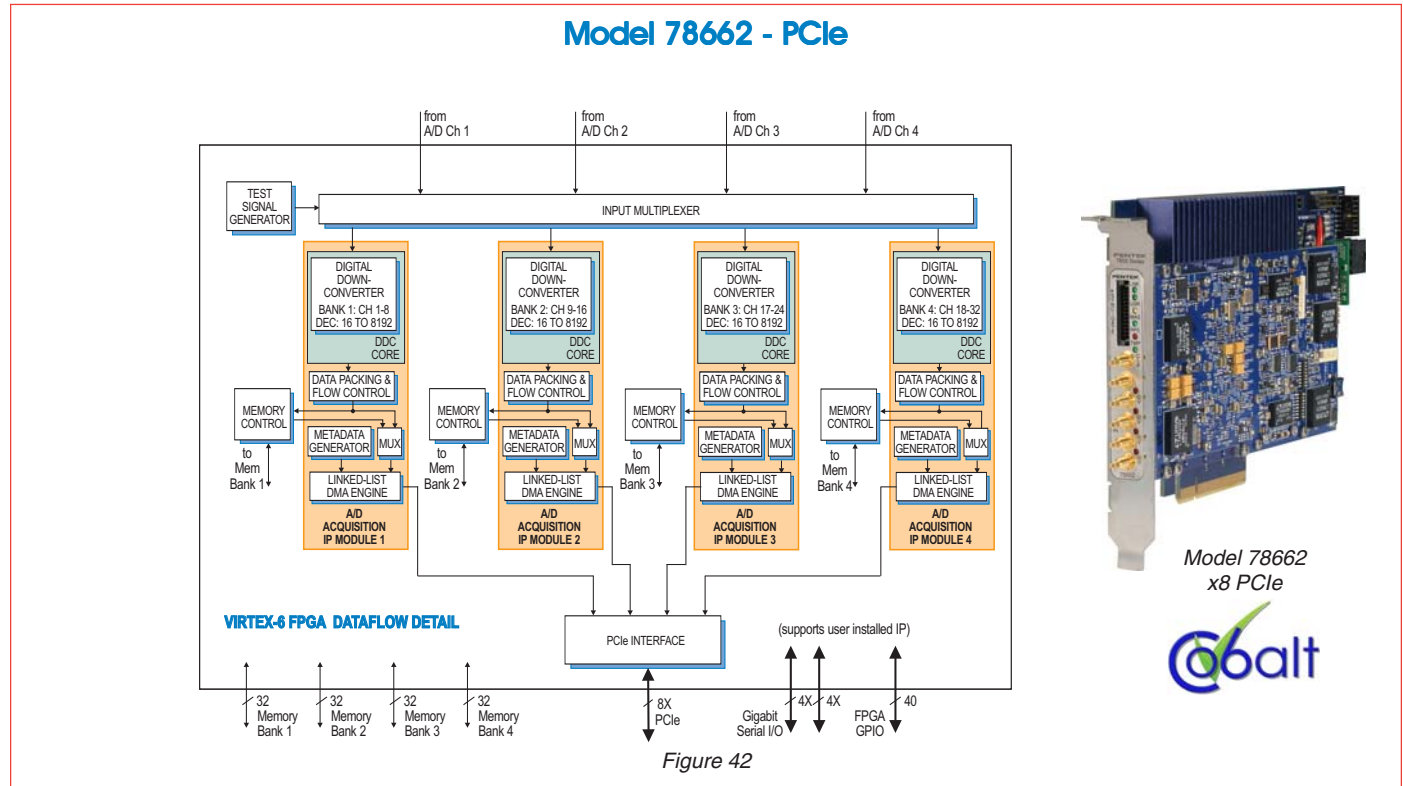 Model 78662 - PCIe
from
A/D Ch 1
from
A/D Ch 2
from
A/D Ch 3
from
A/D Ch 4
TEST
SIGNAL
GENERATOR
INPUT MULTIPLEXER
DIGITAL
DOWN-
CONVERTER
BANK 1: CH 1-8
DEC: 16 TO 8192
DDC
CORE
DATA PACKING &
FLOW CONTROL
MEMORY
CONTROL
METADATA
GENERATOR
MUX
to
Mem
Bank 1
LINKED-LIST
DMA ENGINE
A/D
ACQUISITION
IP MODULE 1
DIGITAL
DOWN-
CONVERTER
BANK 2: CH 9-16
DEC: 16 TO 8192
DDC
CORE
DATA PACKING &
FLOW CONTROL
MEMORY
CONTROL
METADATA
GENERATOR
MUX
to
Mem
Bank 2
LINKED-LIST
DMA ENGINE
A/D
ACQUISITION
IP MODULE 2
DIGITAL
DOWN-
CONVERTER
BANK 3: CH 17-24
DEC: 16 TO 8192
DDC
CORE
DATA PACKING &
FLOW CONTROL
MEMORY
CONTROL
METADATA
GENERATOR
MUX
to
Mem
Bank 3
LINKED-LIST
DMA ENGINE
A/D
ACQUISITION
IP MODULE 3
DIGITAL
DOWN-
CONVERTER
BANK 4: CH 18-32
DEC: 16 TO 8192
DDC
CORE
DATA PACKING &
FLOW CONTROL
MEMORY
CONTROL
METADATA
GENERATOR
MUX
to
Mem
Bank 4
LINKED-LIST
DMA ENGINE
A/D
ACQUISITION
IP MODULE 4
VIRTEX-6 FPGA DATAFLOW DETAIL
PCIe INTERFACE
(supports user installed IP)
32
Memory
Bank 1
32
Memory
Bank 2
32
Memory
Bank 3
32
Memory
Bank 4
8X
PCIe
Gigabit
Serial I/O
4X
4X
FPGA
GPIO
40
Figure 42
PENTEK
Model 78662
x8 PCIe
Cobalt